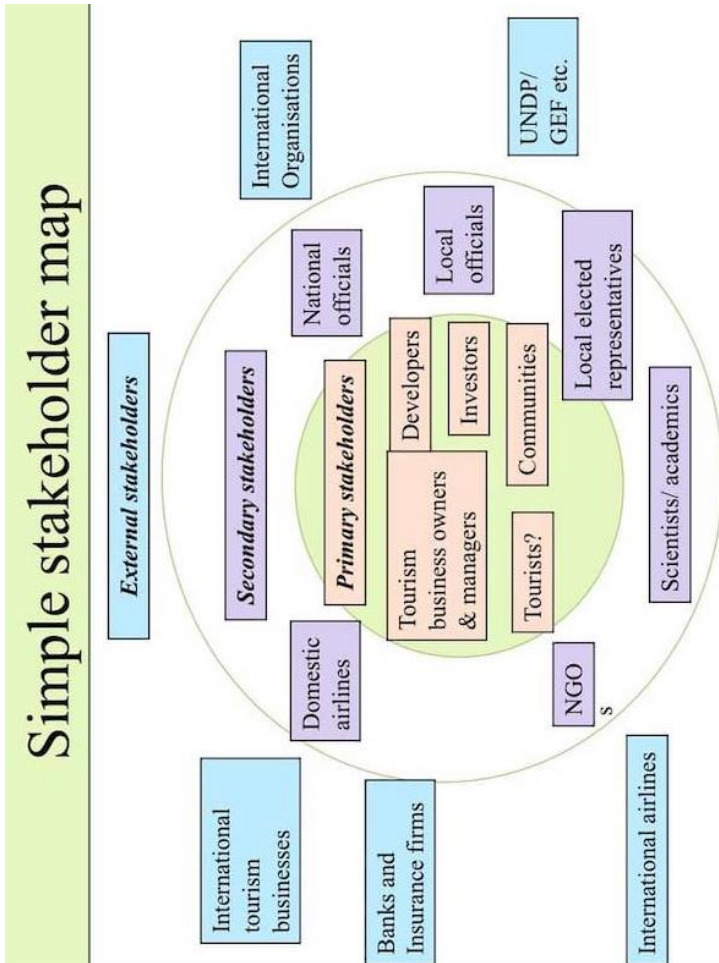 Simple stakeholder map
External stakeholders
International
tourism
businesses
International
Organisations
Secondary stakeholders
Domestic
airlines
National
officials
Primary stakeholders
Banks and
Insurance firms
Tourism
business owners
& managers
Developers
Investors
Local
officials
Tourists?
Communities
UNDP/
GEF etc.
NGO
s
Local elected
representatives
International airlines
Scientists/ academics